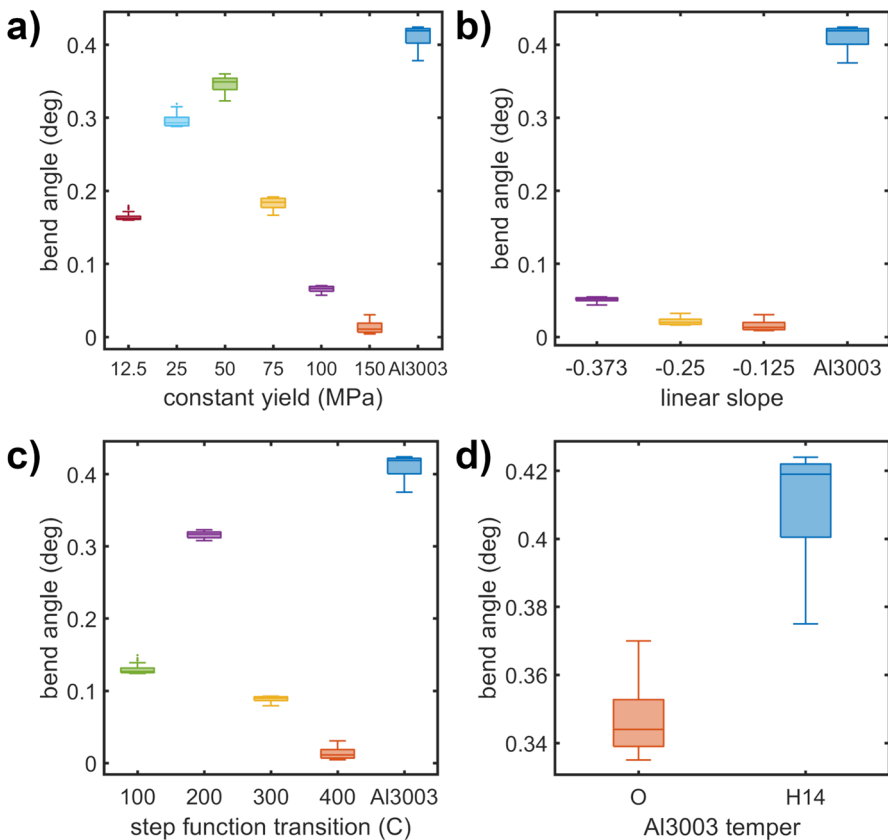 a)
0.4
0.3
0.2
0.1
0
bend angle (deg)
12.5 25 50 75 100 150 Al3003
constant yield (MPa)
b)
0.4
0.3
0.2
0.1
0
bend angle (deg)
-0.373 -0.25 -0.125 Al3003
linear slope
c)
0.4
0.3
0.2
0.1
0
bend angle (deg)
100 200 300 400 Al3003
step function transition (C)
d)
0.42
0.4
0.38
0.36
0.34
bend angle (deg)
O H14
Al3003 temper